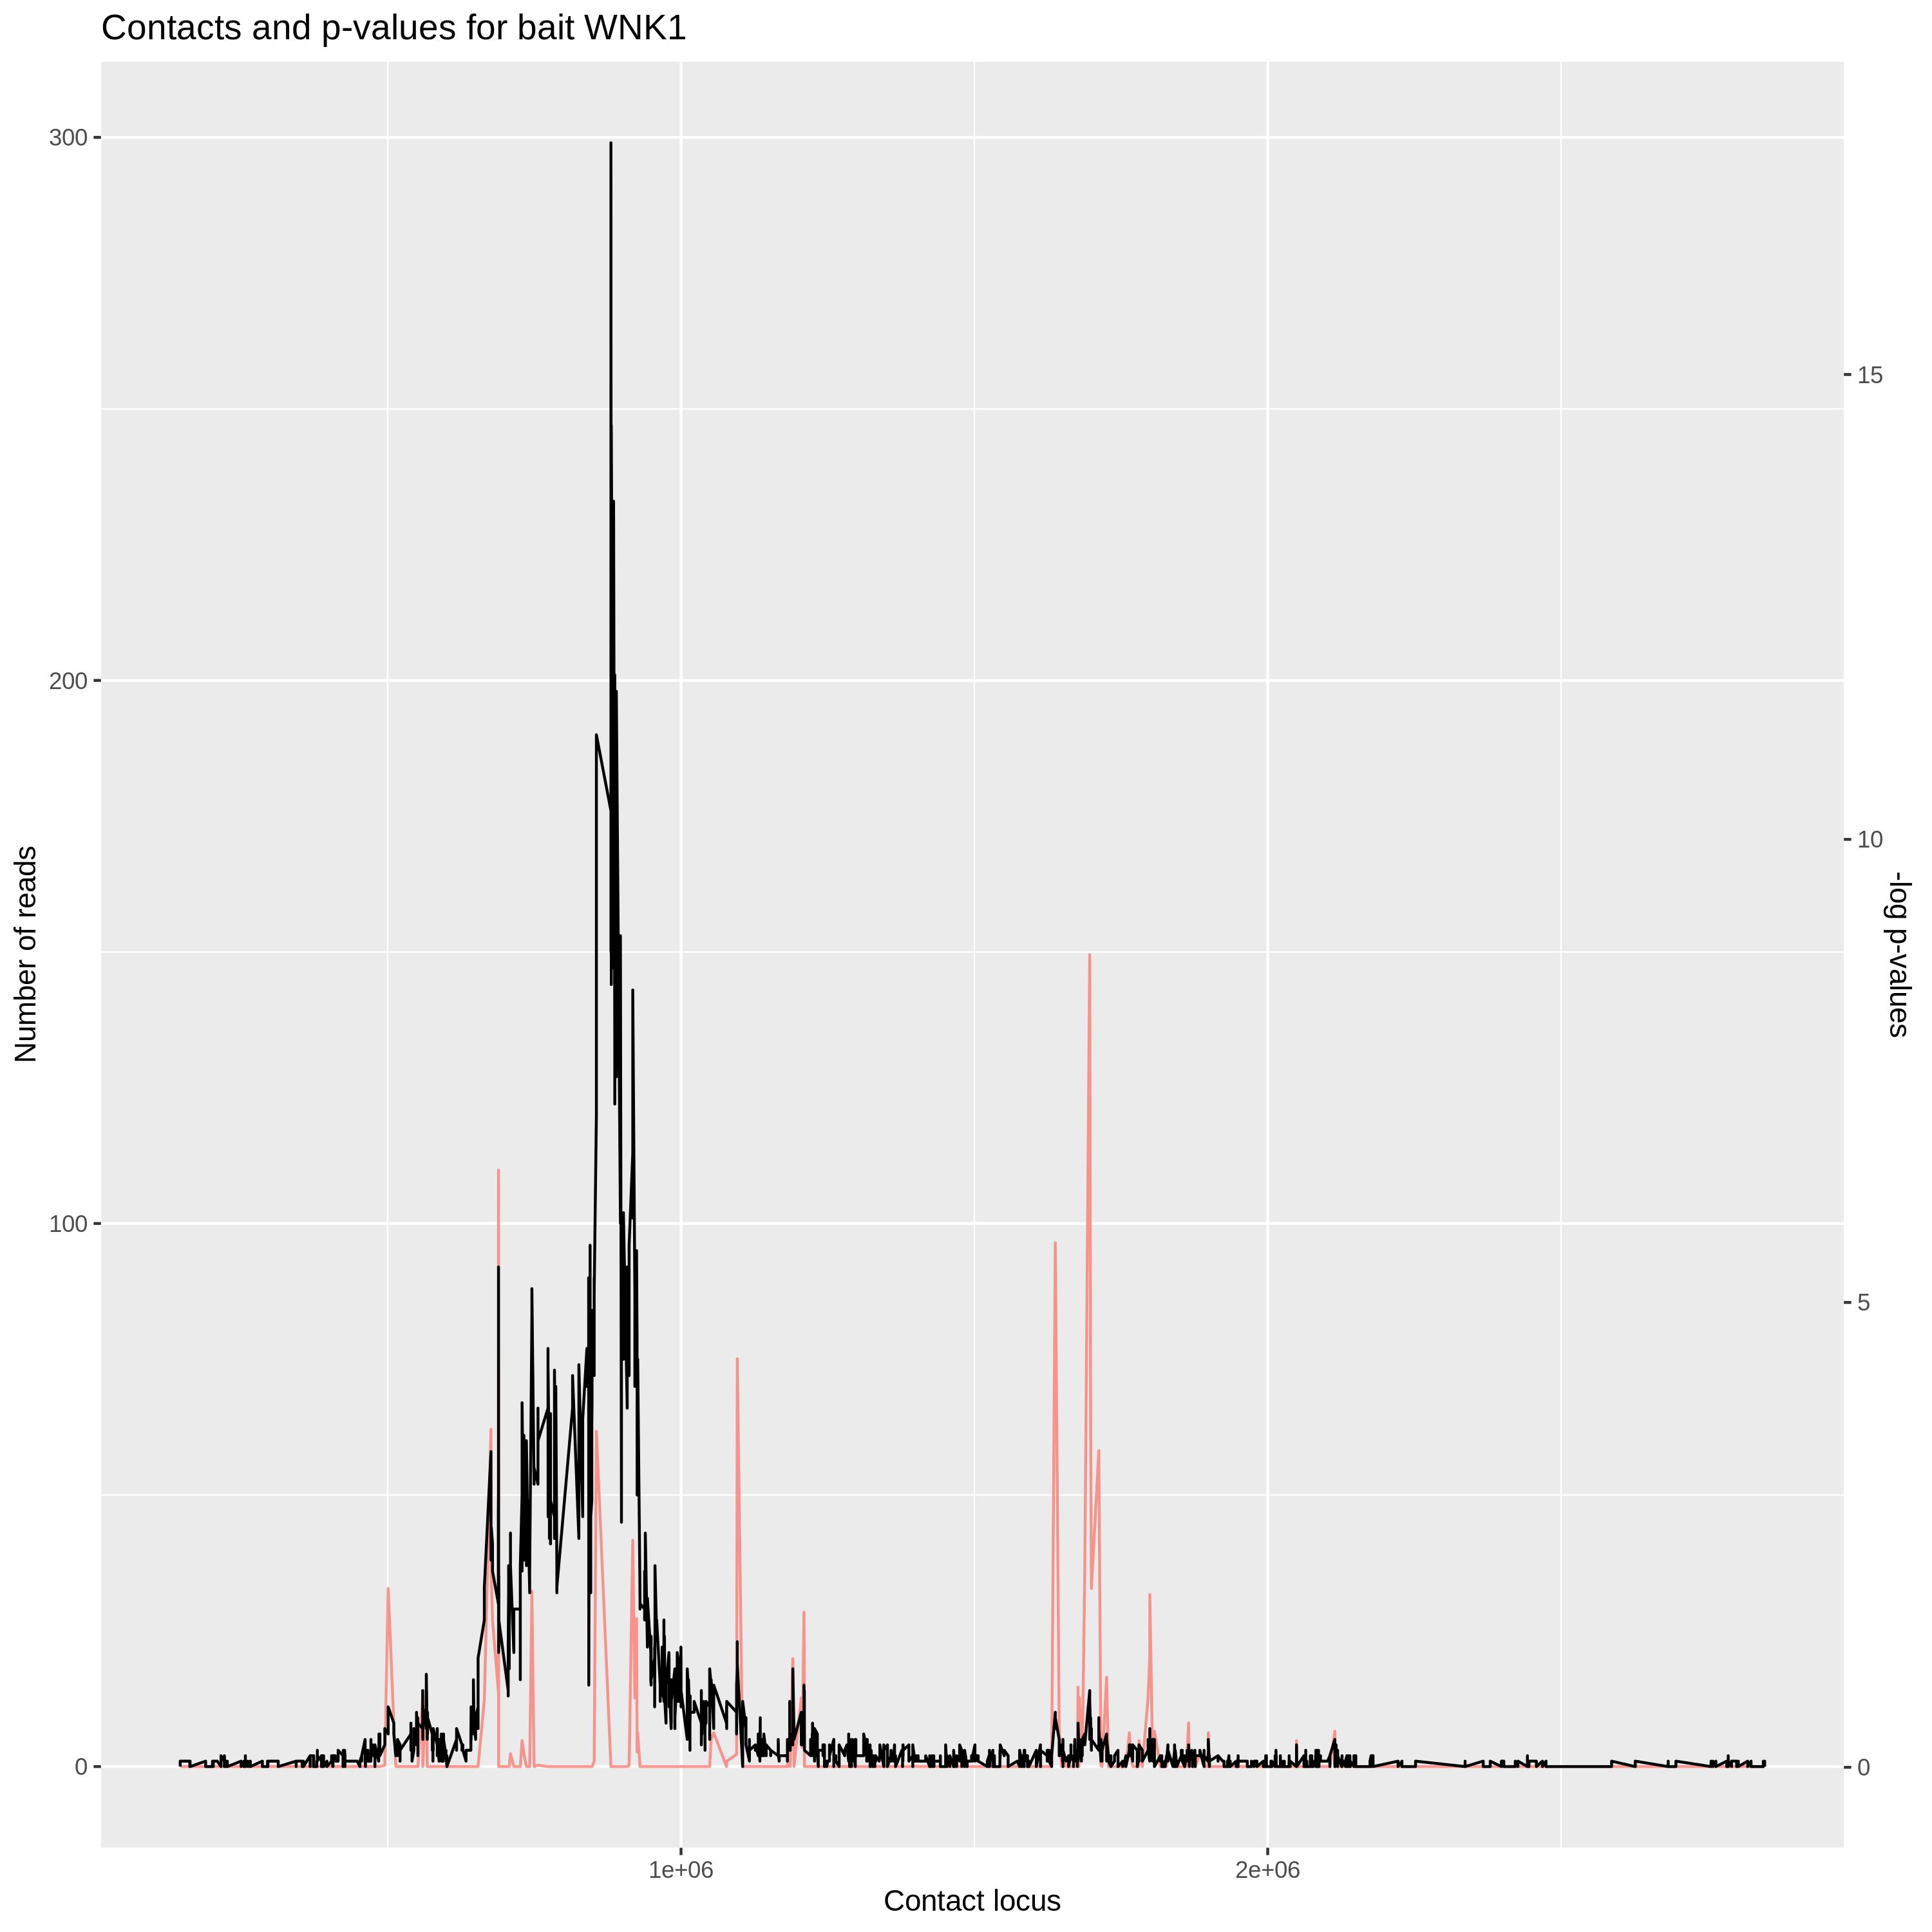 Contacts and p-values for bait WNK1
300
200
100
0
Number of reads
15
10
5
0
-log p-values
1e+06
2e+06
Contact locus